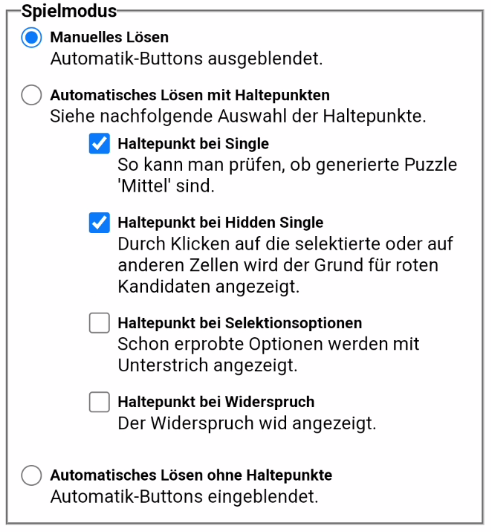 Spielmodus
Manuelles Lösen
Automatik-Buttons ausgeblendet.
Automatisches Lösen mit Haltepunkten
Siehe nachfolgende Auswahl der Haltepunkte.
Haltepunkt bei Single
So kann man prüfen, ob generierte Puzzle
'Mittel' sind.
Haltepunkt bei Hidden Single
Durch Klicken auf die selektierte oder auf
anderen Zellen wird der Grund für roten
Kandidaten angezeigt.
Haltepunkt bei Selektionsoptionen
Schon erprobte Optionen werden mit
Unterstrich angezeigt.
Haltepunkt bei Widerspruch
Der Widerspruch wid angezeigt.
Automatisches Lösen ohne Haltepunkte
Automatik-Buttons eingeblendet.